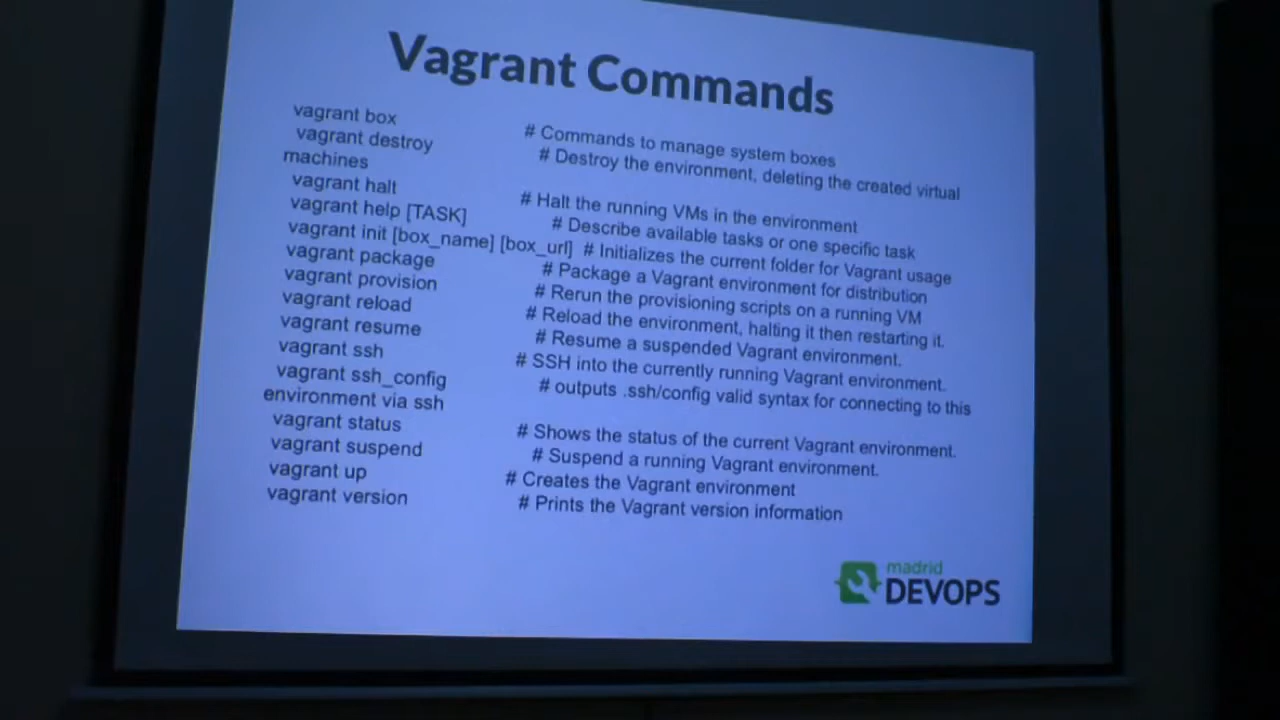 Vagrant Commands
vagrant box # Commands to manage system boxes
vagrant destroy # Destroy the environment, deleting the created virtual
machines
vagrant halt # Halt the running VMs in the environment
vagrant help [TASK] # Describe available tasks or one specific task
vagrant init [box_name] [box_url] # Initializes the current folder for Vagrant usage
vagrant package # Package a Vagrant environment for distribution
vagrant provision # Rerun the provisioning scripts on a running VM
vagrant reload # Reload the environment, halting it then restarting it.
vagrant resume # Resume a suspended Vagrant environment.
vagrant ssh # SSH into the currently running Vagrant environment.
vagrant ssh_config # outputs .ssh/config valid syntax for connecting to this
environment via ssh
vagrant status # Shows the status of the current Vagrant environment.
vagrant suspend # Suspend a running Vagrant environment.
vagrant up # Creates the Vagrant environment
vagrant version # Prints the Vagrant version information
madrid
DEVOPS